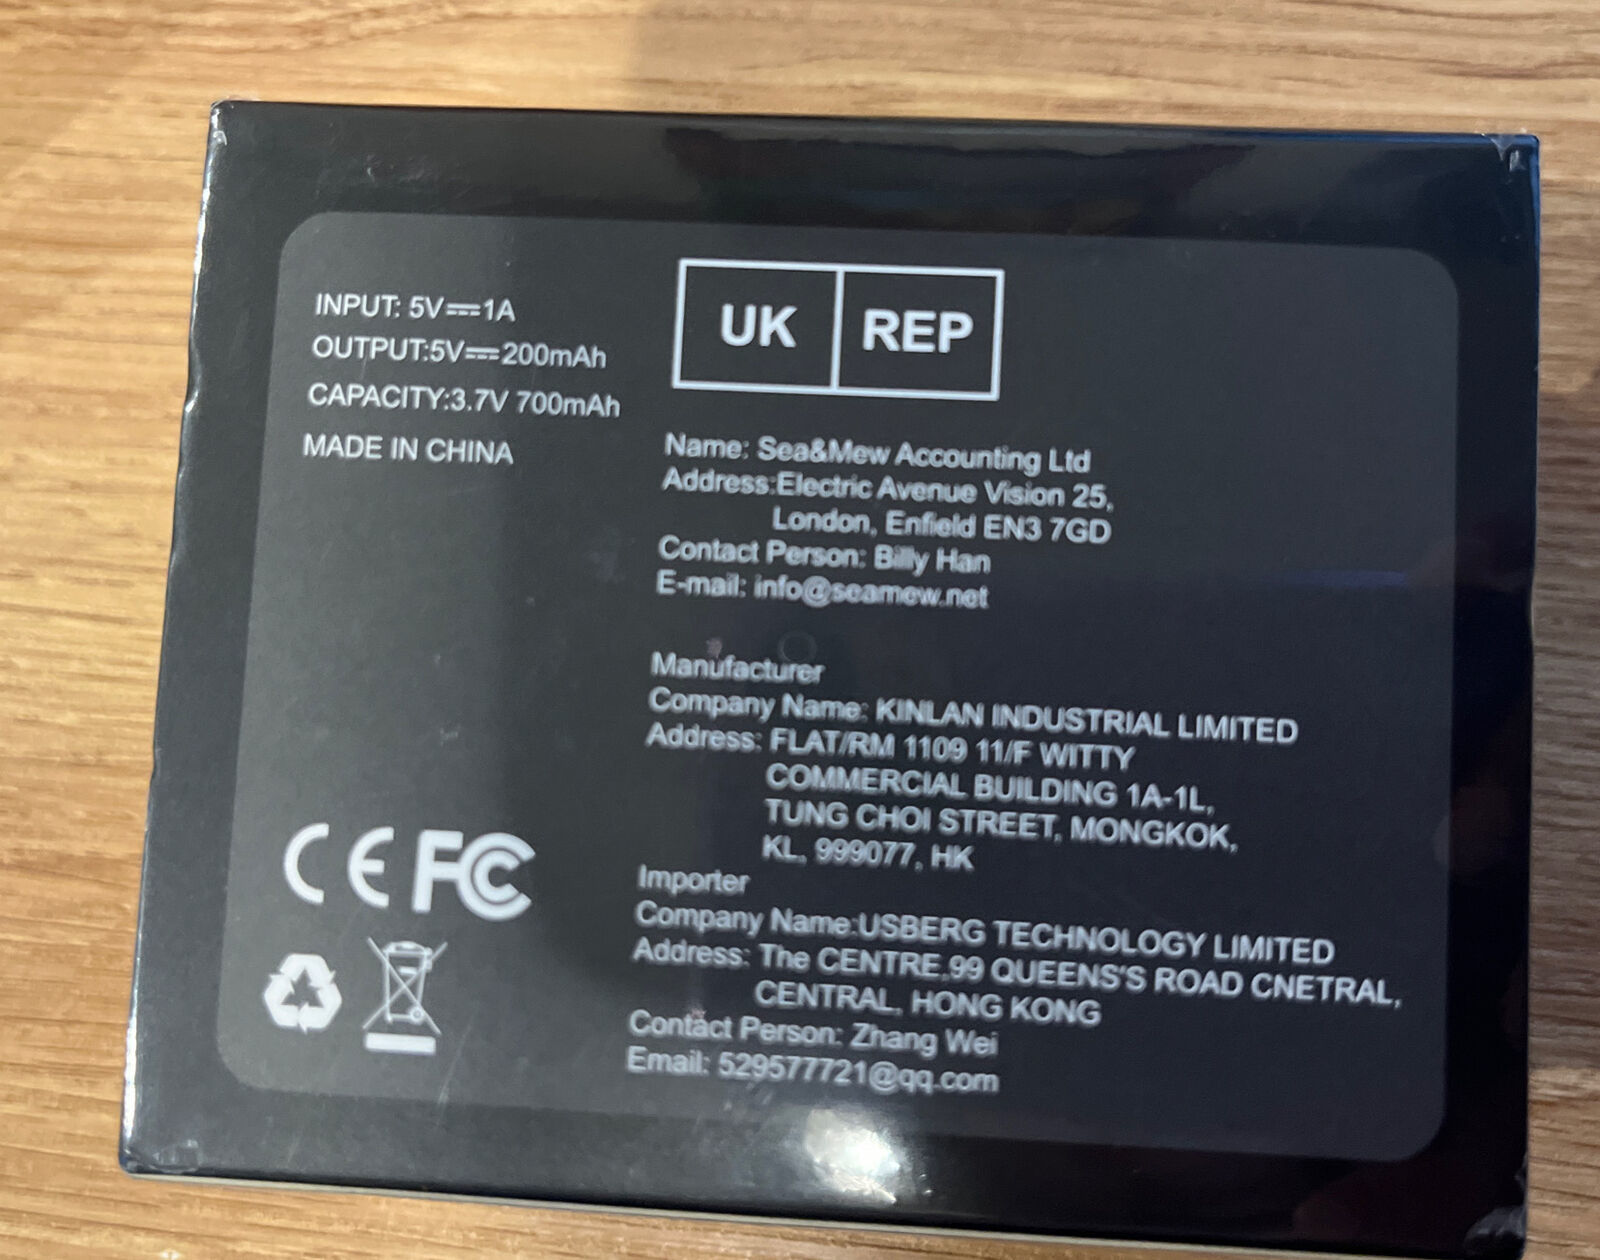 INPUT: 5V⎓1A
OUTPUT:5V⎓200mAh
CAPACITY:3.7V 700mAh
MADE IN CHINA
CE FC
UK REP
Name: Sea&Mew Accounting Ltd
Address:Electric Avenue Vision 25,
London, Enfield EN3 7GD
Contact Person: Billy Han
E-mail: info@seamew.net
Manufacturer
Company Name: KINLAN INDUSTRIAL LIMITED
Address: FLAT/RM 1109 11/F WITTY
COMMERCIAL BUILDING 1A-1L,
TUNG CHOI STREET, MONGKOK,
KL, 999077, HK
Importer
Company Name:USBERG TECHNOLOGY LIMITED
Address: The CENTRE,99 QUEENS'S ROAD CNETRAL,
CENTRAL, HONG KONG
Contact Person: Zhang Wei
Email: 529577721@qq.com